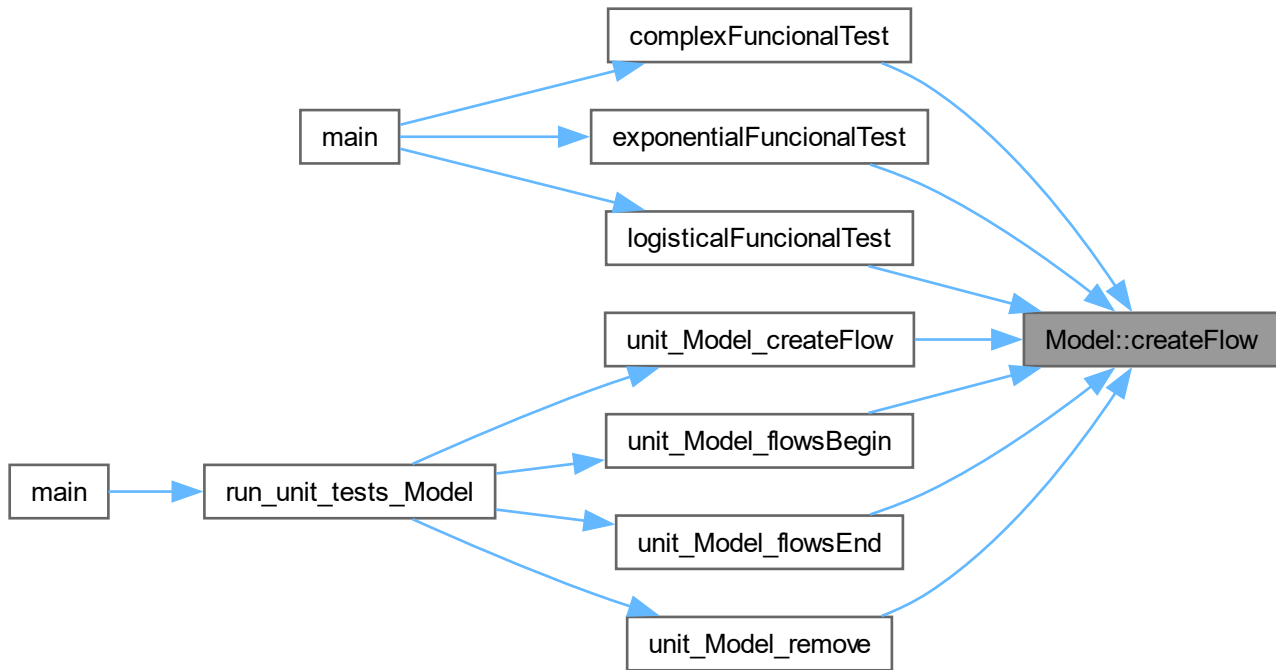 complexFuncionalTest
main
exponentialFuncionalTest
logisticalFuncionalTest
Model::createFlow
unit_Model_createFlow
unit_Model_flowsBegin
main
run_unit_tests_Model
unit_Model_flowsEnd
unit_Model_remove